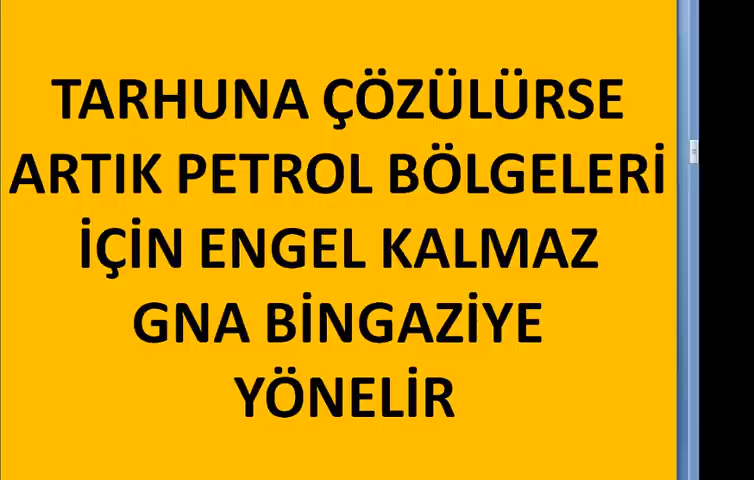 TARHUNA ÇÖZÜLÜRSE
ARTIK PETROL BÖLGELERİ
İÇİN ENGEL KALMAZ
GNA BİNGAZİYE
YÖNELİR